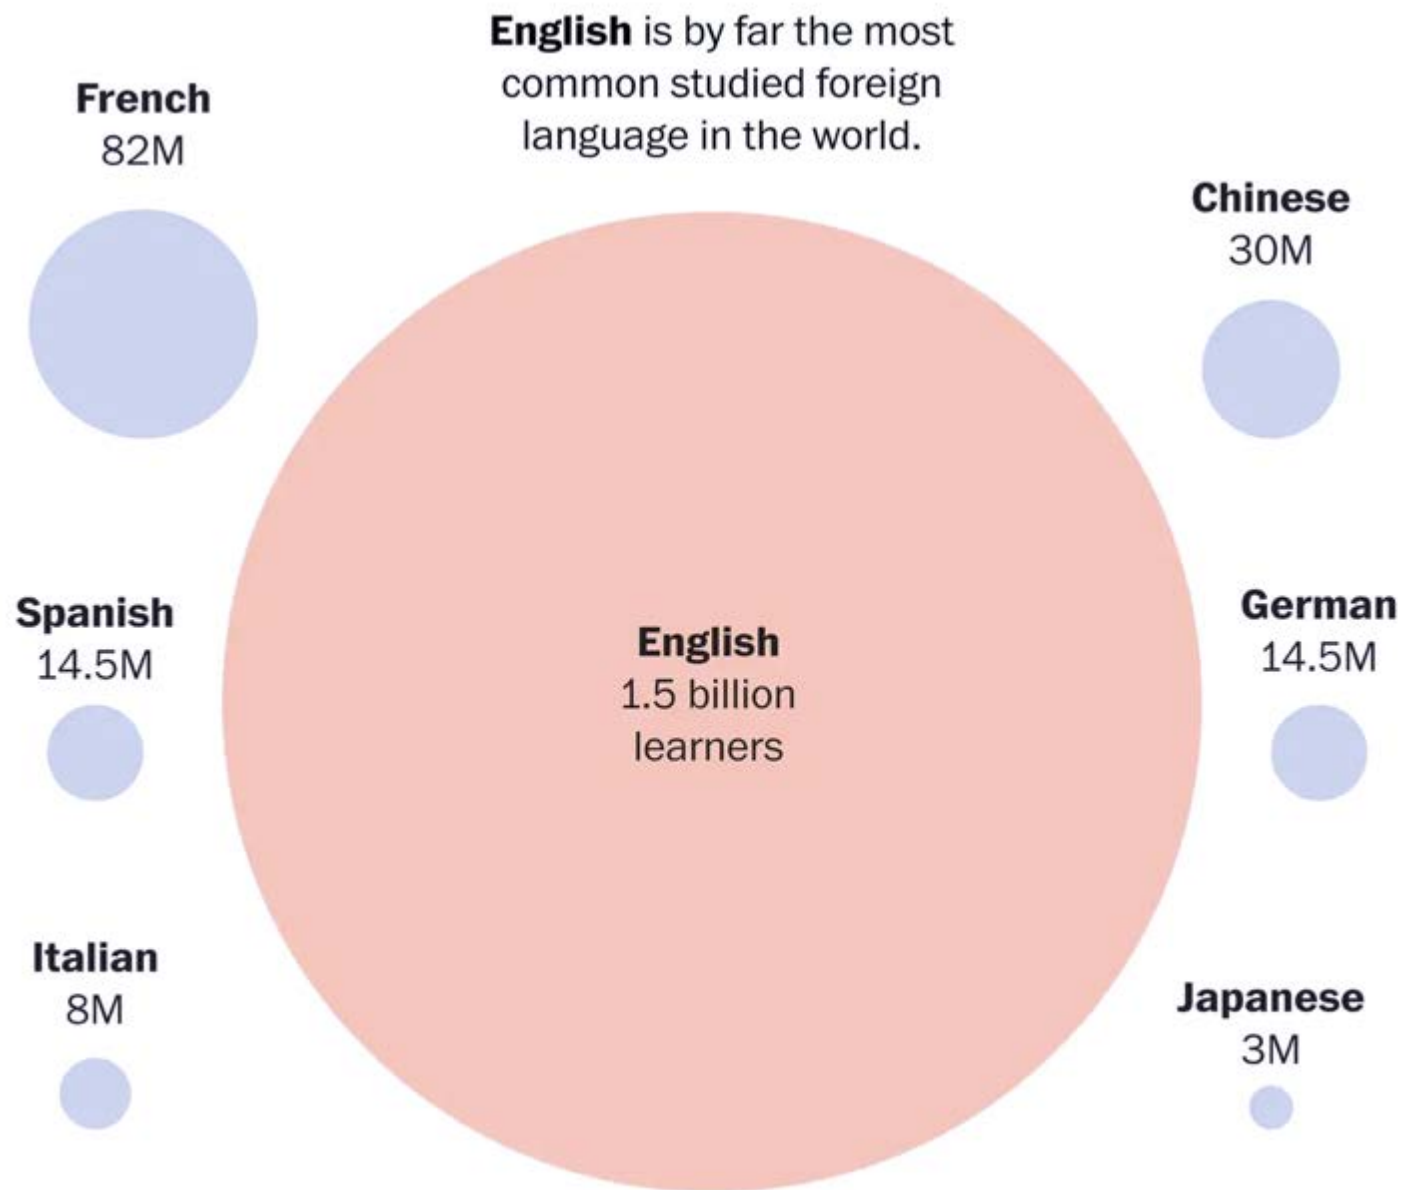 English is by far the most
common studied foreign
language in the world.
French
82M
Chinese
30M
Spanish
14.5M
English
1.5 billion
learners
German
14.5M
Italian
8M
Japanese
3M